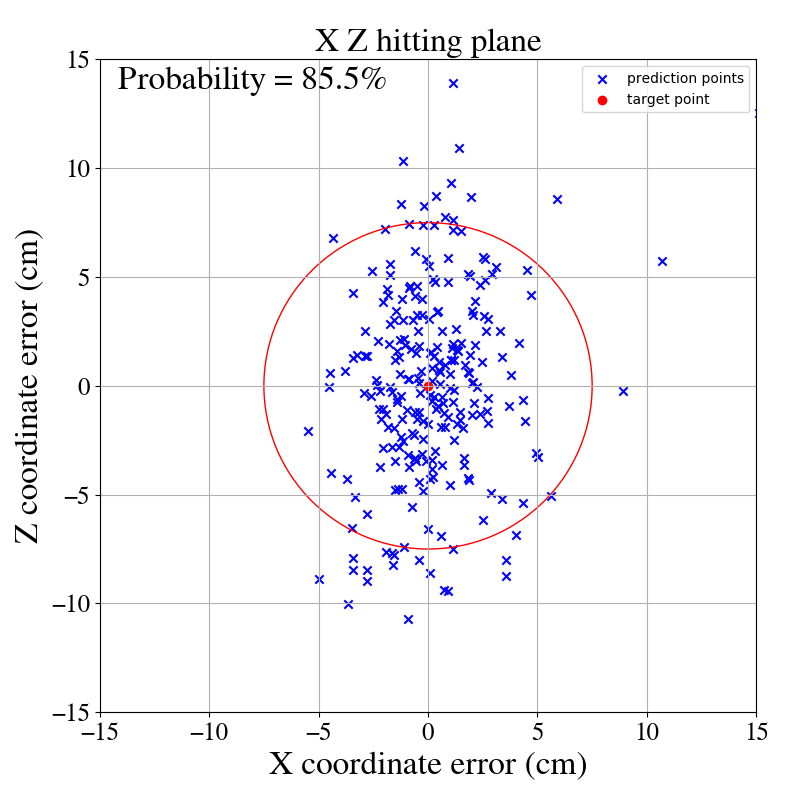 X Z hitting plane
Probability = 85.5%
prediction points
target point
15
10
5
0
−5
−10
−15
Z coordinate error (cm)
−15
−10
−5
0
5
10
15
X coordinate error (cm)